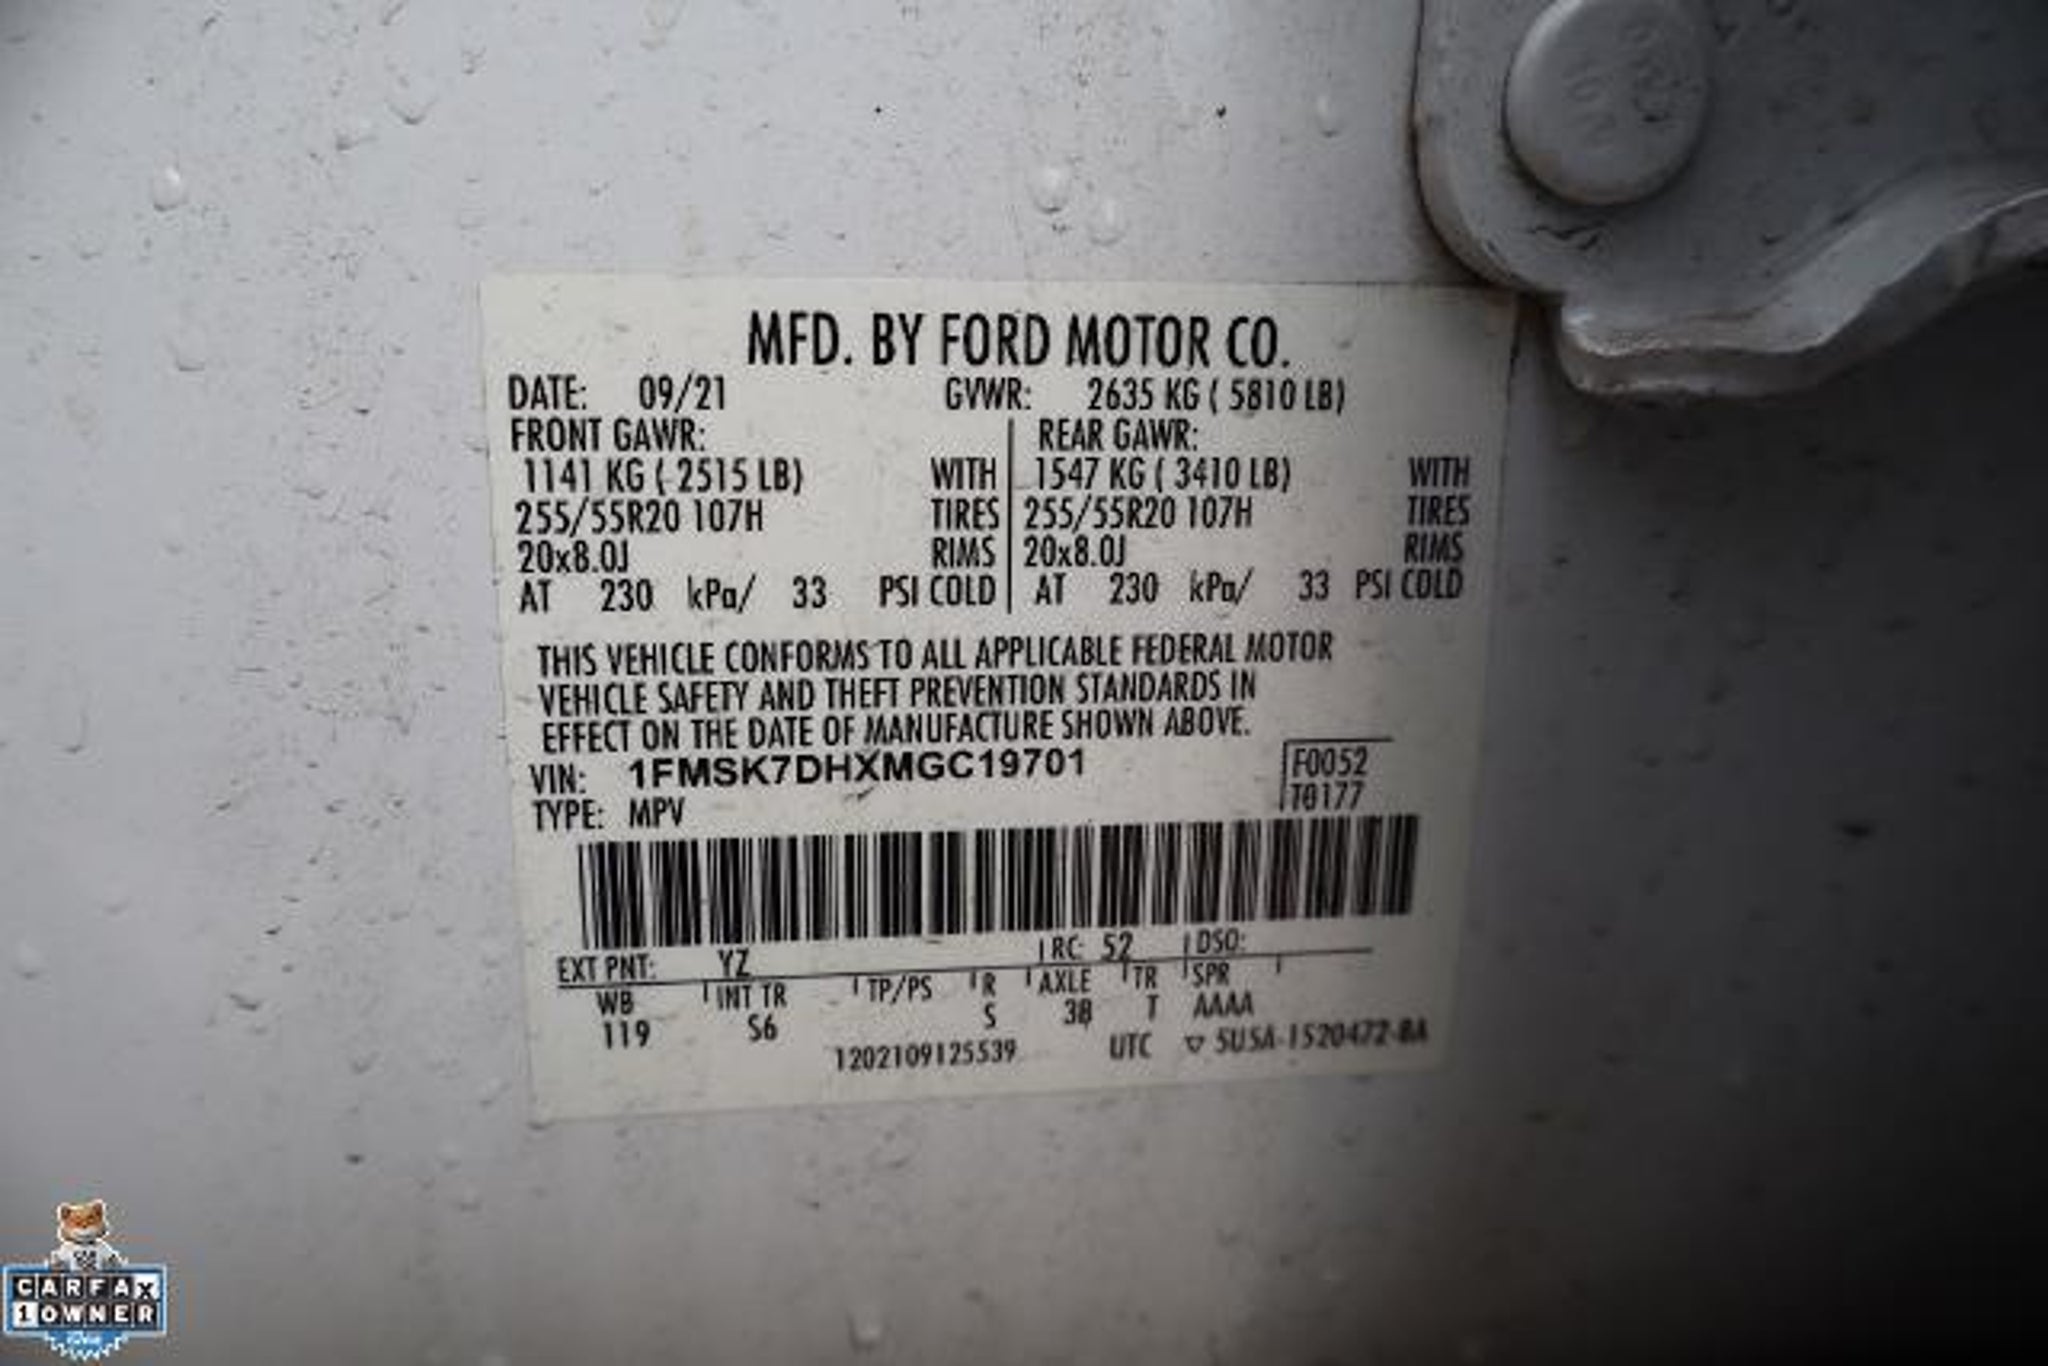 MFD. BY FORD MOTOR CO.
DATE: 09/21 GVWR: 2635 KG ( 5810 LB)
FRONT GAWR: REAR GAWR:
1141 KG ( 2515 LB) WITH 1547 KG ( 3410 LB) WITH
255/55R20 107H TIRES 255/55R20 107H TIRES
20x8.0J RIMS 20x8.0J RIMS
AT 230 kPa/ 33 PSI COLD AT 230 kPa/ 33 PSI COLD
THIS VEHICLE CONFORMS TO ALL APPLICABLE FEDERAL MOTOR
VEHICLE SAFETY AND THEFT PREVENTION STANDARDS IN
EFFECT ON THE DATE OF MANUFACTURE SHOWN ABOVE.
VIN: 1FMSK7DHXMGC19701 F0052
TYPE: MPV T0177
EXT PNT: YZ RC: 52 DSO:
WB INT TR TP/PS R AXLE TR SPR
119 S6 S 38 T AAAA
1202109125539 UTC ▽ 5U5A-1520472-BA
CARFAX
1 OWNER